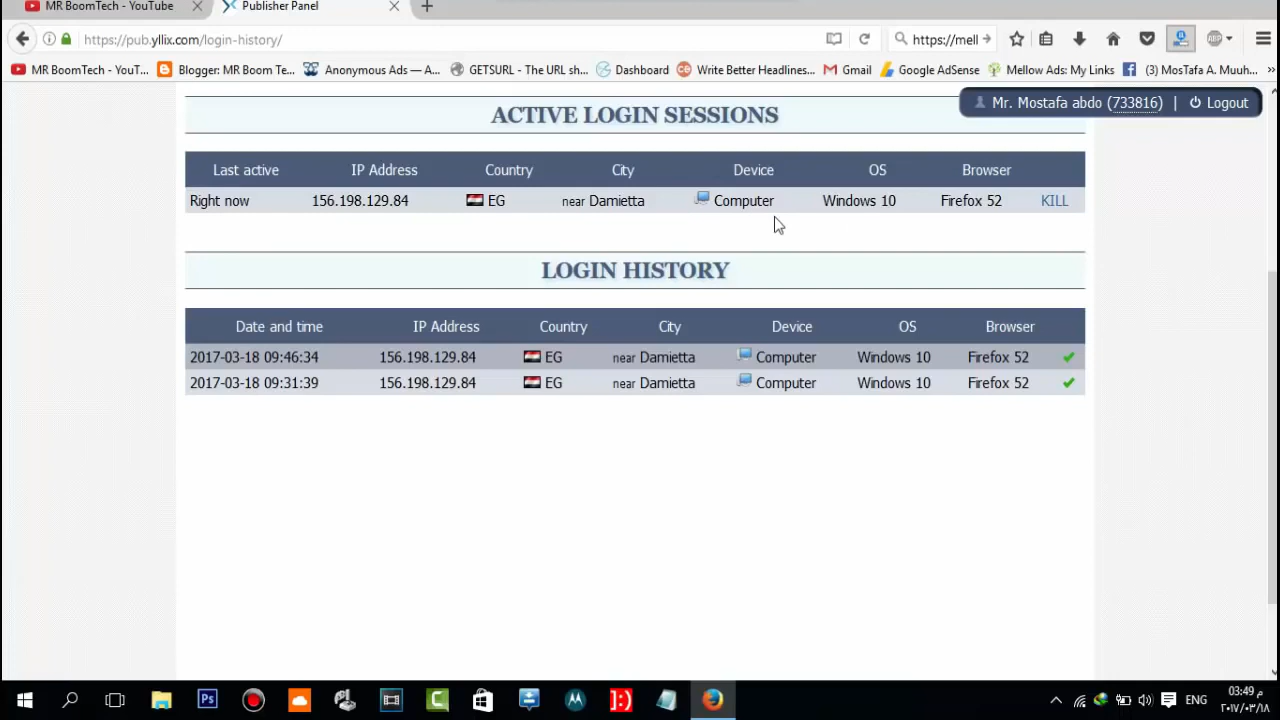 MR BoomTech - YouTube
Publisher Panel
https://pub.yllix.com/login-history/
https://mell
MR BoomTech - YouT...
Blogger: MR Boom Te...
Anonymous Ads — A...
GETSURL - The URL sh...
Dashboard
Write Better Headlines...
Gmail
Google AdSense
Mellow Ads: My Links
(3) MosTafa A. Muuh...
Mr. Mostafa abdo (733816) | Logout
ACTIVE LOGIN SESSIONS
Last active IP Address Country City Device OS Browser
Right now 156.198.129.84 EG near Damietta Computer Windows 10 Firefox 52 KILL
LOGIN HISTORY
Date and time IP Address Country City Device OS Browser
2017-03-18 09:46:34 156.198.129.84 EG near Damietta Computer Windows 10 Firefox 52
2017-03-18 09:31:39 156.198.129.84 EG near Damietta Computer Windows 10 Firefox 52
ENG
03:49 م
٢٠١٧/٠٣/١٨